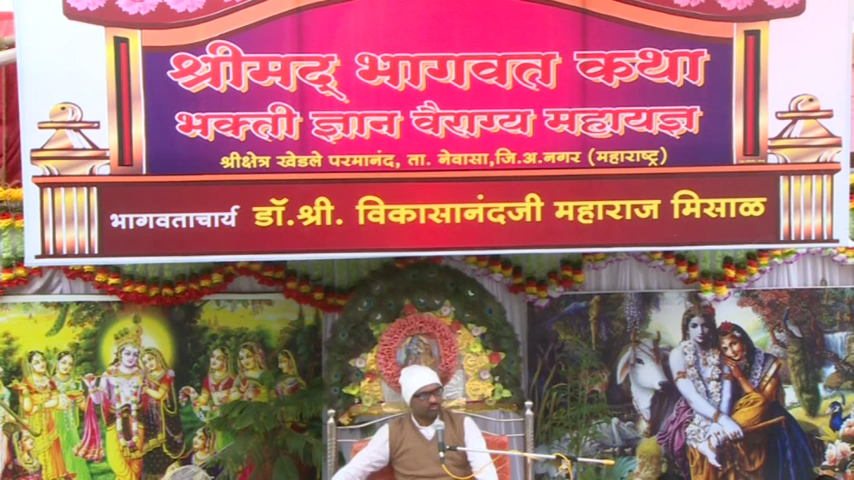 श्रीमद् भागवत कथा
भक्ती ज्ञान वैराग्य महायज्ञ
श्रीक्षेत्र खेडले परमानंद, ता. नेवासा,जि.अ.नगर (महाराष्ट्र)
भागवताचार्य डॉ.श्री. विकासानंदजी महाराज मिसाळ